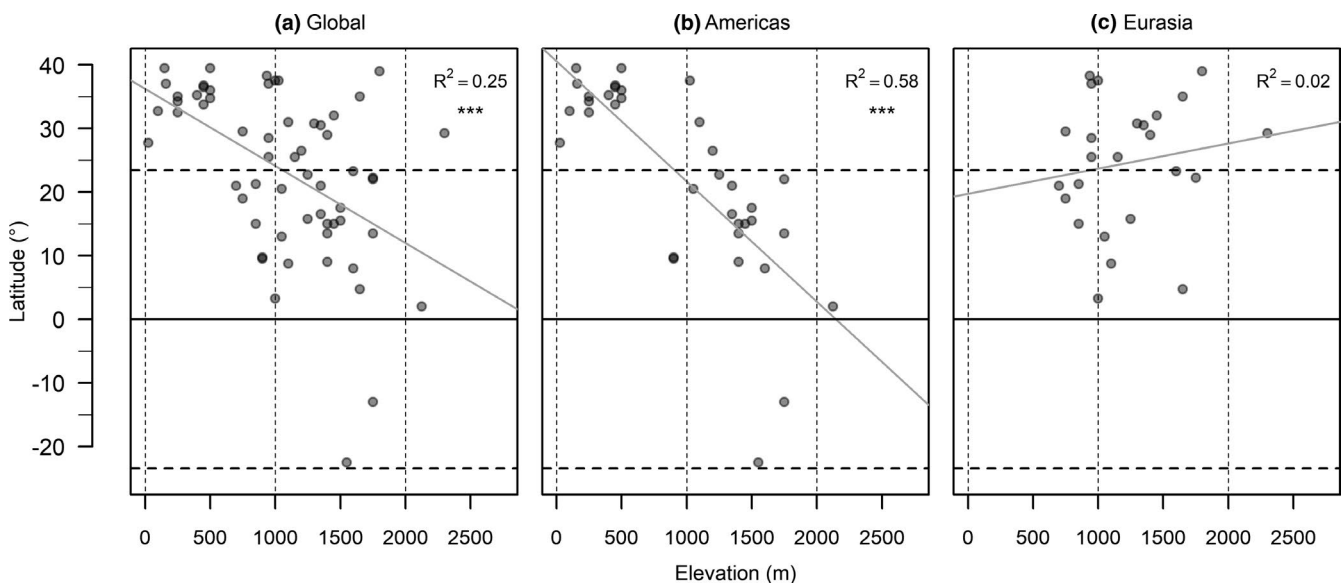 (a) Global
(b) Americas
(c) Eurasia
R² = 0.25
***
R² = 0.58
***
R² = 0.02
Latitude (°)
40
30
20
10
0
-10
-20
0 500 1000 1500 2000 2500
0 500 1000 1500 2000 2500
0 500 1000 1500 2000 2500
Elevation (m)